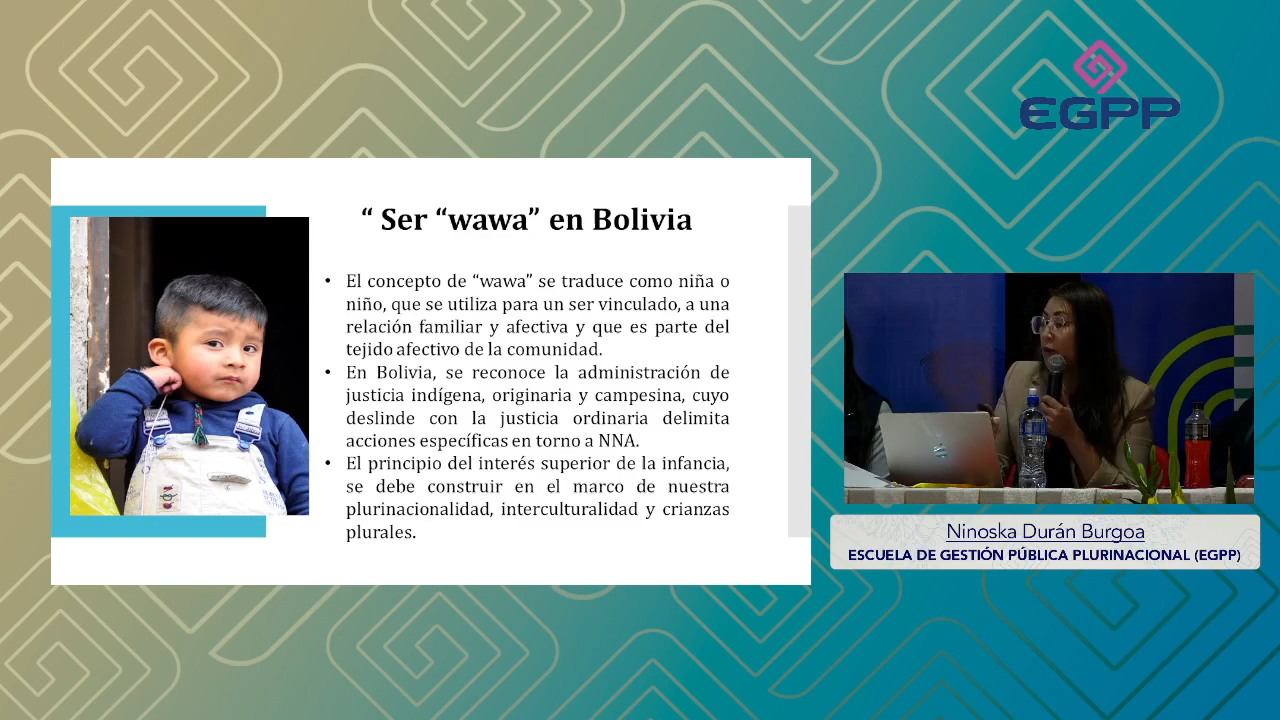 EGPP
“ Ser “wawa” en Bolivia
• El concepto de “wawa” se traduce como niña o
niño, que se utiliza para un ser vinculado, a una
relación familiar y afectiva y que es parte del
tejido afectivo de la comunidad.
• En Bolivia, se reconoce la administración de
justicia indígena, originaria y campesina, cuyo
deslinde con la justicia ordinaria delimita
acciones específicas en torno a NNA.
• El principio del interés superior de la infancia,
se debe construir en el marco de nuestra
plurinacionalidad, interculturalidad y crianzas
plurales.
Ninoska Durán Burgoa
ESCUELA DE GESTIÓN PÚBLICA PLURINACIONAL (EGPP)